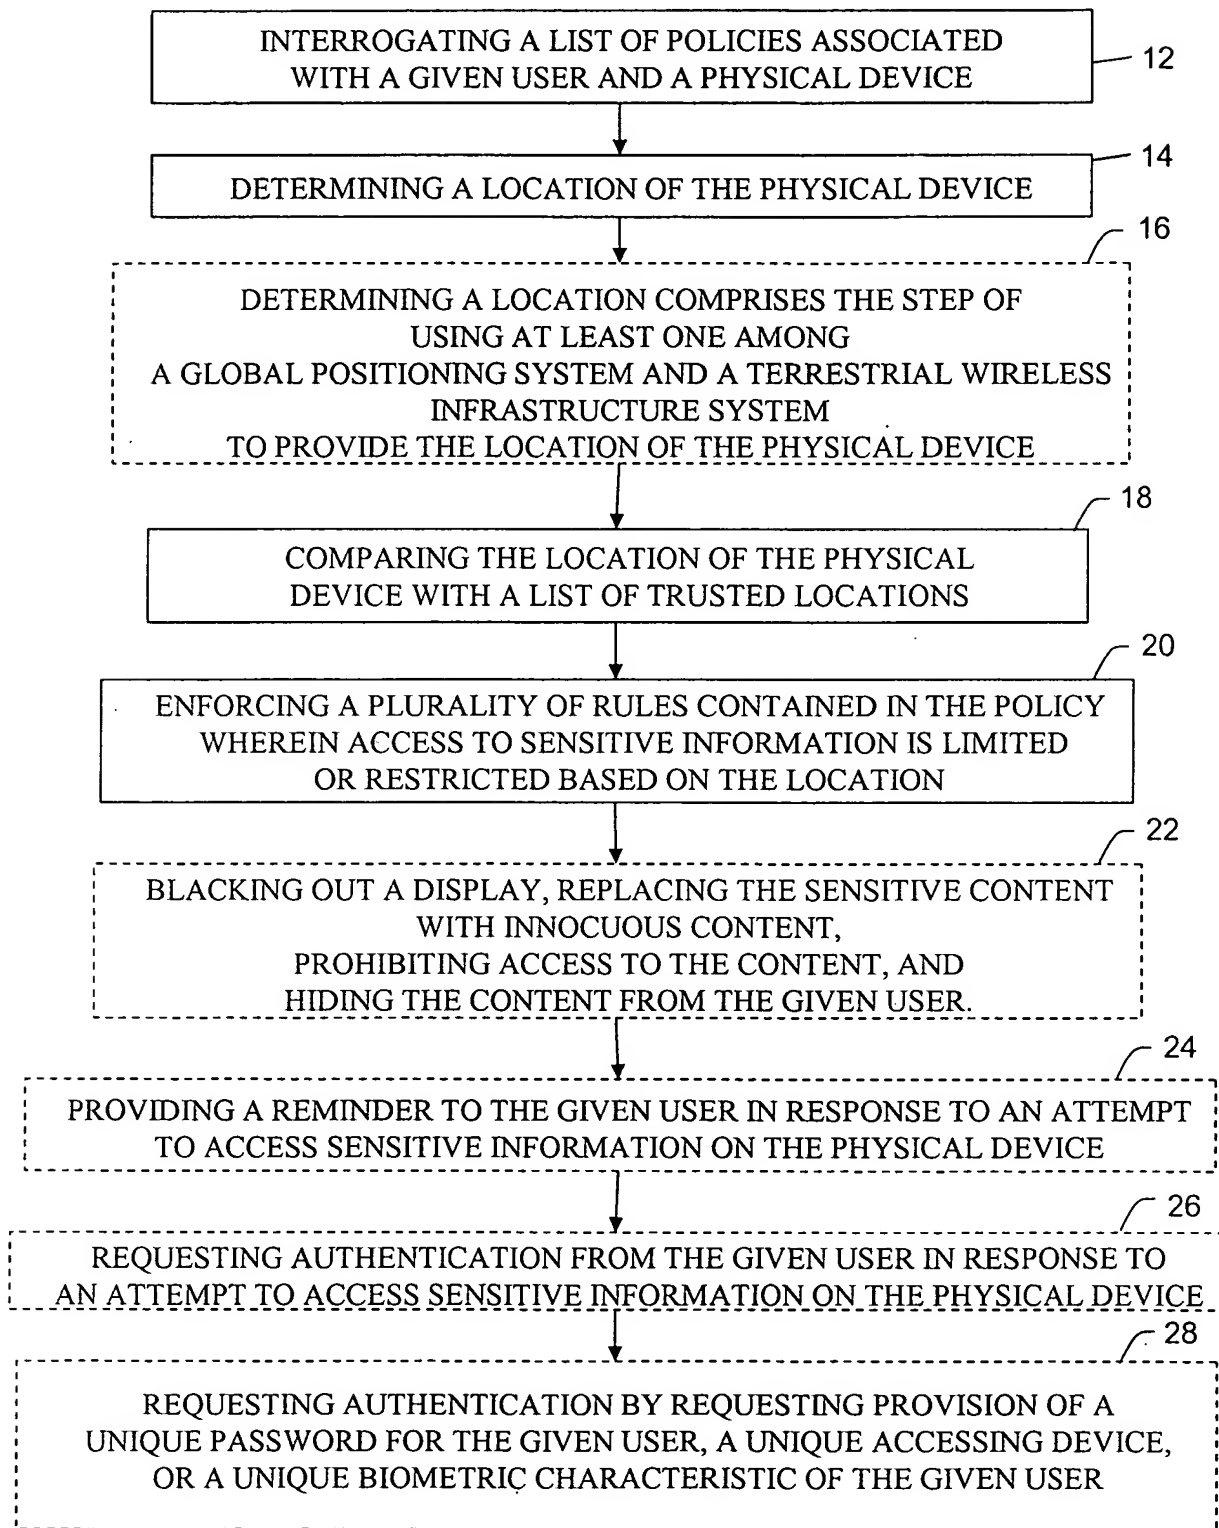 INTERROGATING A LIST OF POLICIES ASSOCIATED
WITH A GIVEN USER AND A PHYSICAL DEVICE
12
14
DETERMINING A LOCATION OF THE PHYSICAL DEVICE
16
DETERMINING A LOCATION COMPRISES THE STEP OF
USING AT LEAST ONE AMONG
A GLOBAL POSITIONING SYSTEM AND A TERRESTRIAL WIRELESS
INFRASTRUCTURE SYSTEM
TO PROVIDE THE LOCATION OF THE PHYSICAL DEVICE
18
COMPARING THE LOCATION OF THE PHYSICAL
DEVICE WITH A LIST OF TRUSTED LOCATIONS
20
ENFORCING A PLURALITY OF RULES CONTAINED IN THE POLICY
WHEREIN ACCESS TO SENSITIVE INFORMATION IS LIMITED
OR RESTRICTED BASED ON THE LOCATION
22
BLACKING OUT A DISPLAY, REPLACING THE SENSITIVE CONTENT
WITH INNOCUOUS CONTENT,
PROHIBITING ACCESS TO THE CONTENT, AND
HIDING THE CONTENT FROM THE GIVEN USER.
24
PROVIDING A REMINDER TO THE GIVEN USER IN RESPONSE TO AN ATTEMPT
TO ACCESS SENSITIVE INFORMATION ON THE PHYSICAL DEVICE
26
REQUESTING AUTHENTICATION FROM THE GIVEN USER IN RESPONSE TO
AN ATTEMPT TO ACCESS SENSITIVE INFORMATION ON THE PHYSICAL DEVICE
28
REQUESTING AUTHENTICATION BY REQUESTING PROVISION OF A
UNIQUE PASSWORD FOR THE GIVEN USER, A UNIQUE ACCESSING DEVICE,
OR A UNIQUE BIOMETRIC CHARACTERISTIC OF THE GIVEN USER